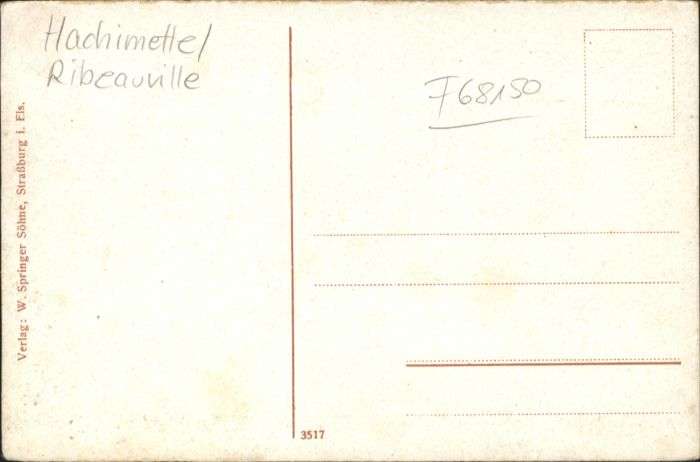 Hachimette/
Ribeauville
F68150
Verlag: W. Springer Söhne, Straßburg i. Els.
3517